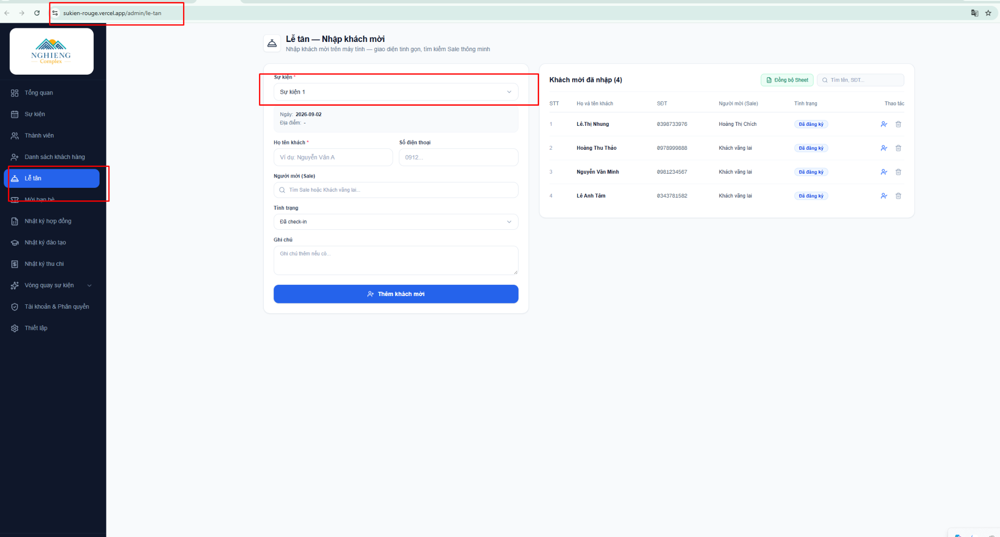 sukien-rouge.vercel.app/admin/le-tan
NGHIENG
Complex
Tổng quan
Sự kiện
Thành viên
Danh sách khách hàng
Lễ tân
Mời bạn bè
Nhật ký hợp đồng
Nhật ký đào tạo
Nhật ký thu chi
Vòng quay sự kiện
Tài khoản & Phân quyền
Thiết lập
Lễ tân — Nhập khách mời
Nhập khách mời trên máy tính — giao diện tinh gọn, tìm kiếm Sale thông minh
Sự kiện *
Sự kiện 1
Ngày: 2026-09-02
Địa điểm: -
Họ tên khách * Số điện thoại
Ví dụ: Nguyễn Văn A 0912...
Người mời (Sale)
Tìm Sale hoặc Khách vãng lai...
Tình trạng
Đã check-in
Ghi chú
Ghi chú thêm nếu có...
Thêm khách mời
Khách mời đã nhập (4) Đồng bộ Sheet Tìm tên, SĐT...
STT Họ và tên khách SĐT Người mời (Sale) Tình trạng Thao tác
1 Lê.Thị Nhung 0398733976 Hoàng Thị Chích Đã đăng ký
2 Hoàng Thu Thảo 0978999888 Khách vãng lai Đã đăng ký
3 Nguyễn Văn Minh 0981234567 Khách vãng lai Đã đăng ký
4 Lê Anh Tâm 0343781582 Khách vãng lai Đã đăng ký